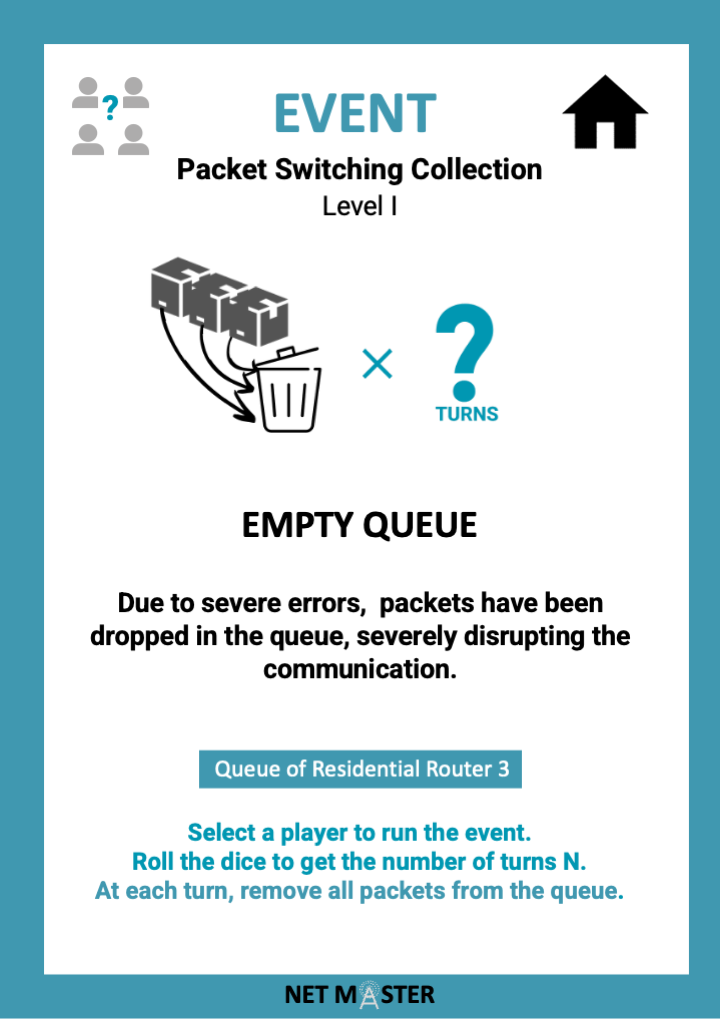 ?
EVENT
Packet Switching Collection
Level I
×
?
TURNS
EMPTY QUEUE
Due to severe errors,  packets have been
dropped in the queue, severely disrupting the
communication.
Queue of Residential Router 3
Select a player to run the event.
Roll the dice to get the number of turns N.
At each turn, remove all packets from the queue.
NET MASTER